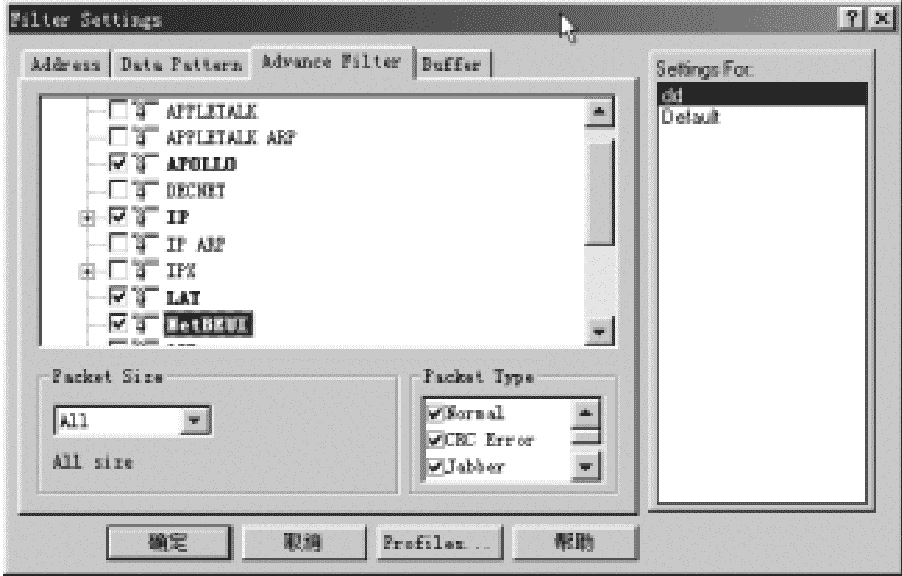 Filter Settings
Address
Data Pattern
Advance Filter
Buffer
APPLETALK
APPLETALK ARP
APOLLO
DECNET
IP
IP ARP
IPX
LAT
NetBEUI
Packet Size
All
All size
Packet Type
Normal
CRC Error
Jabber
Settings For:
dd
Default
确定
取消
Profiles...
帮助